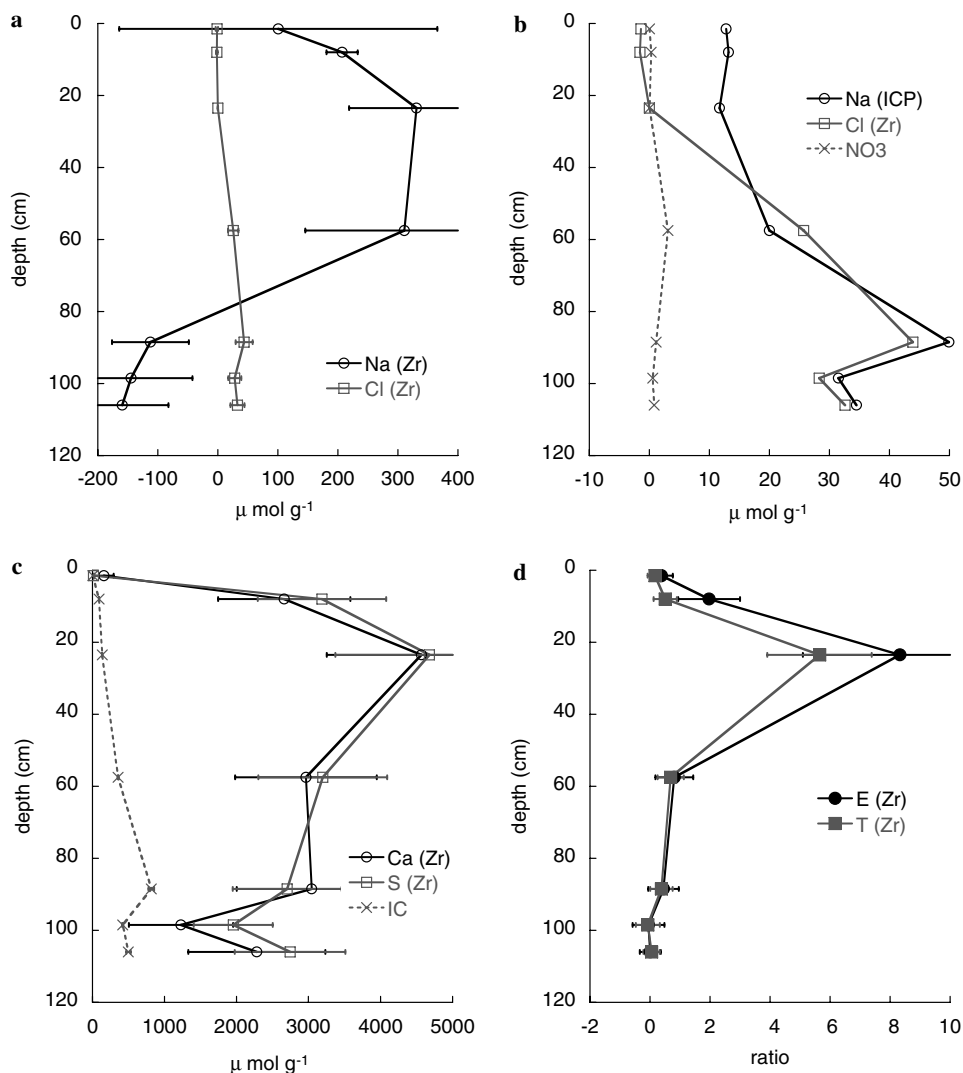 a
0
20
40
60
80
100
120
depth (cm)
Na (Zr)
Cl (Zr)
-200 -100 0 100 200 300 400
μ mol g-1
b
0
20
40
60
80
100
120
depth (cm)
Na (ICP)
Cl (Zr)
NO3
-10 0 10 20 30 40 50
μ mol g-1
c
0
20
40
60
80
100
120
depth (cm)
Ca (Zr)
S (Zr)
IC
0 1000 2000 3000 4000 5000
μ mol g-1
d
0
20
40
60
80
100
120
depth (cm)
E (Zr)
T (Zr)
-2 0 2 4 6 8 10
ratio